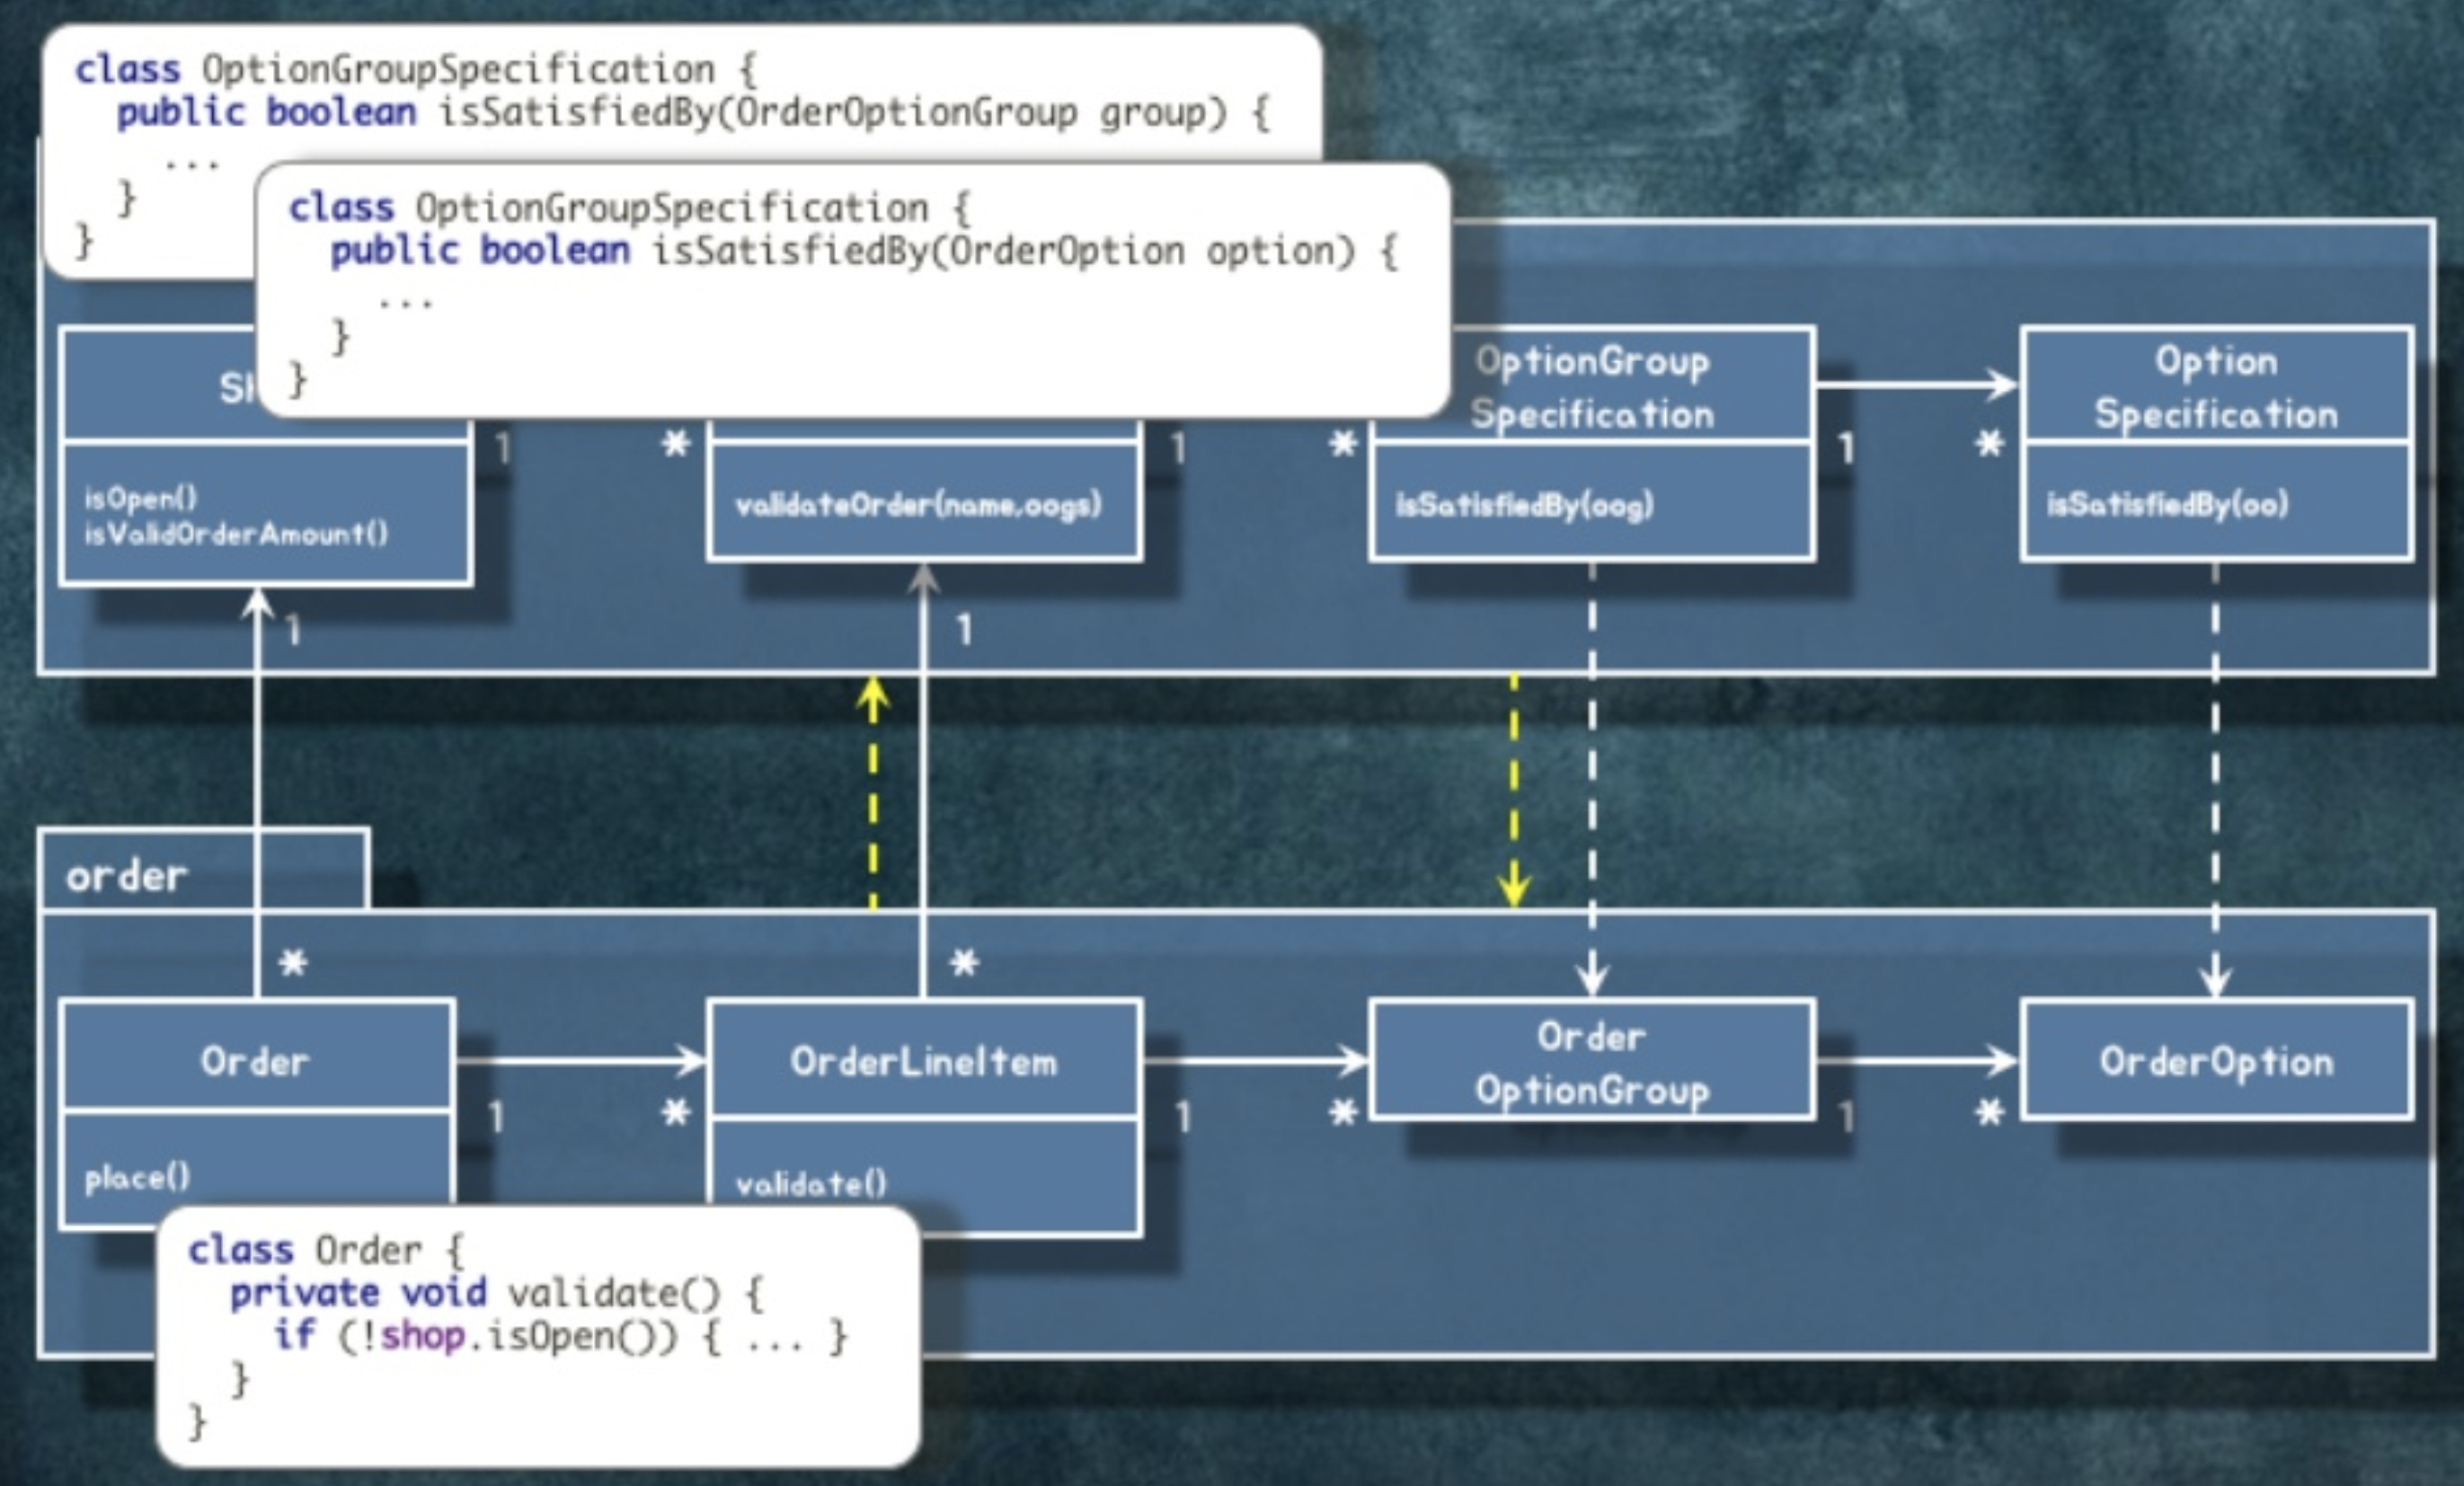 class OptionGroupSpecification {
public boolean isSatisfiedBy(OrderOptionGroup group) {
...
}
}
class OptionGroupSpecification {
public boolean isSatisfiedBy(OrderOption option) {
...
}
}
OptionGroup
Specification
Option
Specification
1
*
1
*
1
*
isOpen()
isValidOrderAmount()
validateOrder(name,oogs)
isSatisfiedBy(oog)
isSatisfiedBy(oo)
1
1
order
*
*
Order
OrderLineItem
Order
OptionGroup
OrderOption
1
*
1
*
1
*
place()
validate()
class Order {
private void validate() {
if (!shop.isOpen()) { ... }
}
}